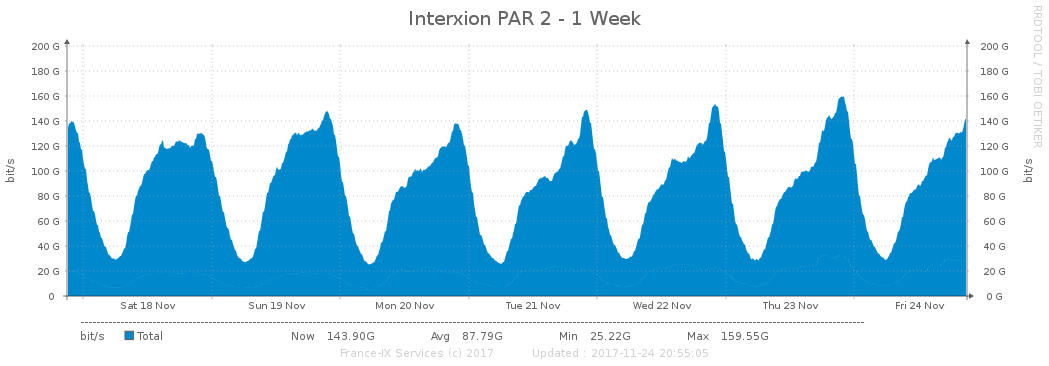 Interxion PAR 2 - 1 Week
RRDTOOL / TOBI OETIKER
bit/s
200 G
180 G
160 G
140 G
120 G
100 G
80 G
60 G
40 G
20 G
0
200 G
180 G
160 G
140 G
120 G
100 G
80 G
60 G
40 G
20 G
0 G
bit/s
Sat 18 Nov Sun 19 Nov Mon 20 Nov Tue 21 Nov Wed 22 Nov Thu 23 Nov Fri 24 Nov
bit/s Total Now 143.90G Avg 87.79G Min 25.22G Max 159.55G
France-IX Services (c) 2017 Updated : 2017-11-24 20:55:05